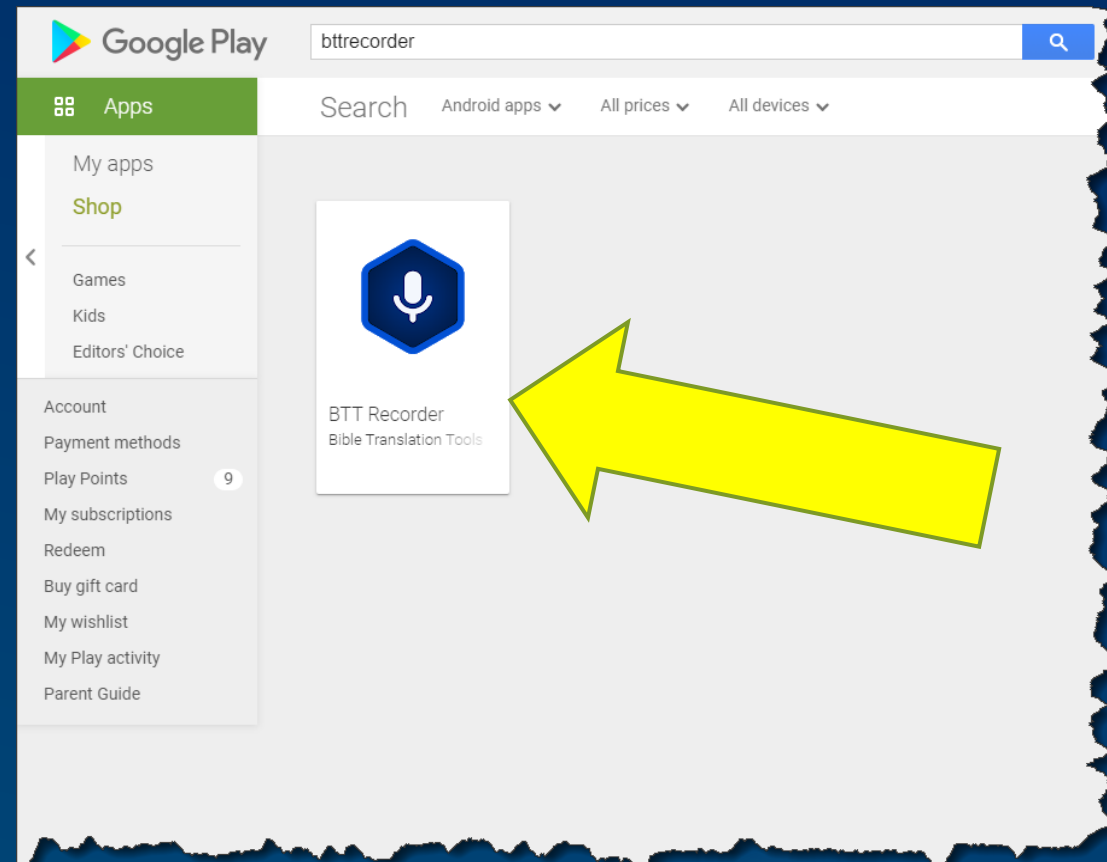 Google Play
bttrecorder
Apps
Search Android apps All prices All devices
My apps
Shop
Games
Kids
Editors' Choice
Account
Payment methods
Play Points 9
My subscriptions
Redeem
Buy gift card
My wishlist
My Play activity
Parent Guide
BTT Recorder
Bible Translation Tools